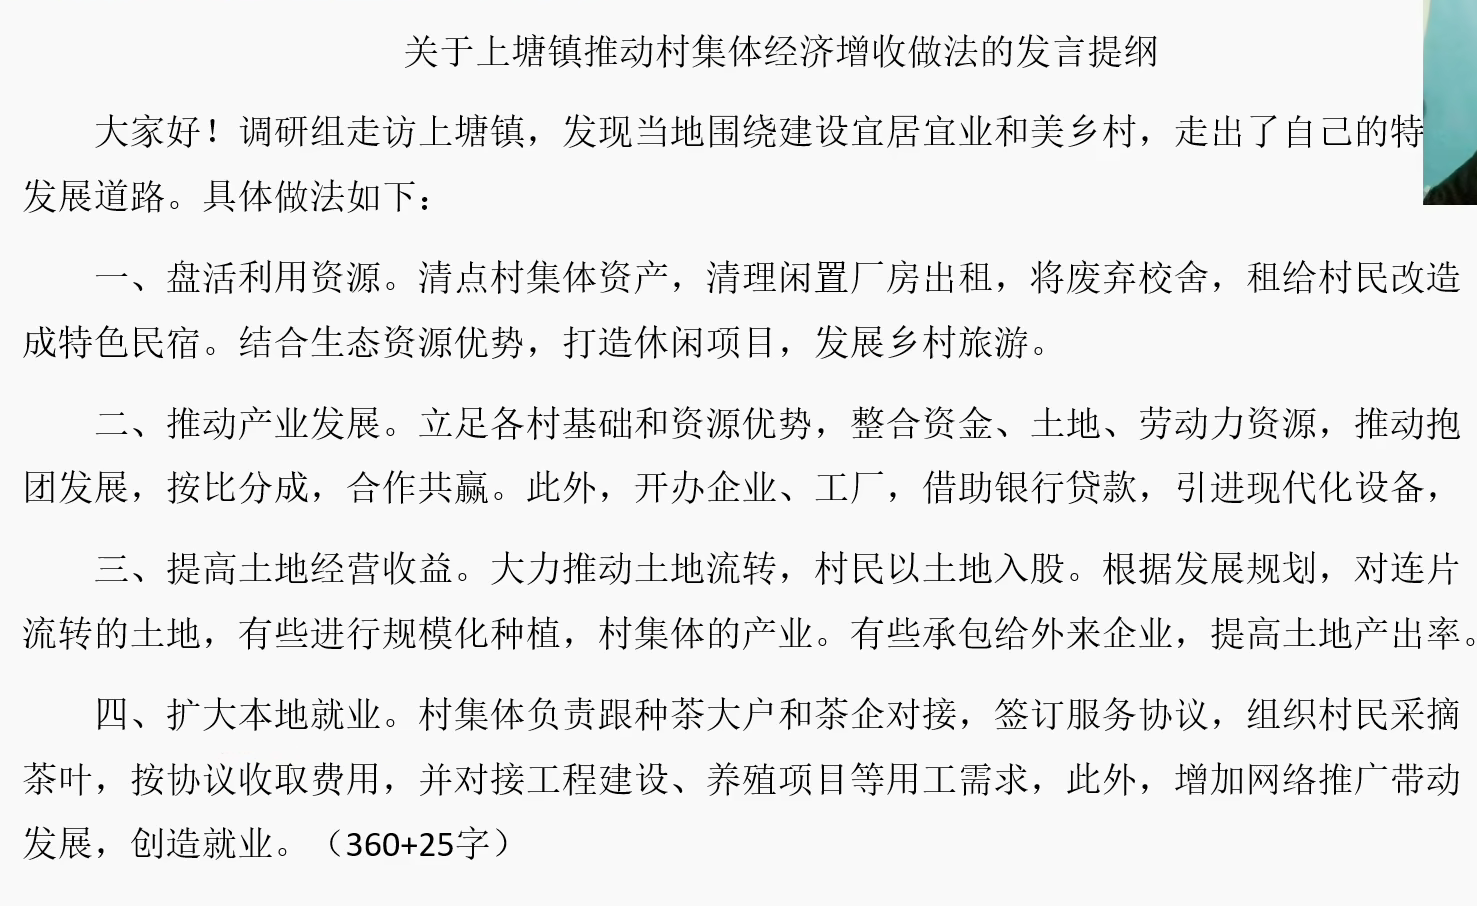 关于上塘镇推动村集体经济增收做法的发言提纲
大家好！调研组走访上塘镇，发现当地围绕建设宜居宜业和美乡村，走出了自己的特
发展道路。具体做法如下：
一、盘活利用资源。清点村集体资产，清理闲置厂房出租，将废弃校舍，租给村民改造
成特色民宿。结合生态资源优势，打造休闲项目，发展乡村旅游。
二、推动产业发展。立足各村基础和资源优势，整合资金、土地、劳动力资源，推动抱
团发展，按比分成，合作共赢。此外，开办企业、工厂，借助银行贷款，引进现代化设备，
三、提高土地经营收益。大力推动土地流转，村民以土地入股。根据发展规划，对连片
流转的土地，有些进行规模化种植，村集体的产业。有些承包给外来企业，提高土地产出率。
四、扩大本地就业。村集体负责跟种茶大户和茶企对接，签订服务协议，组织村民采摘
茶叶，按协议收取费用，并对接工程建设、养殖项目等用工需求，此外，增加网络推广带动
发展，创造就业。（360+25字）